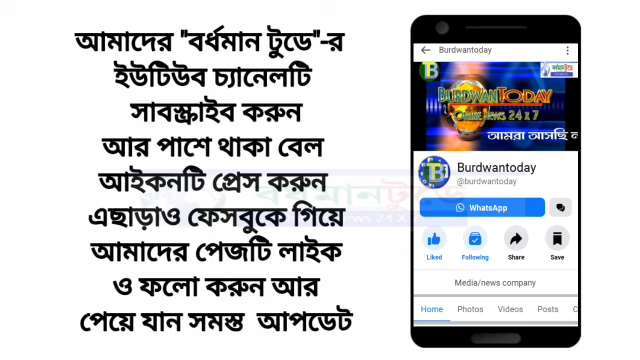 আমাদের "বর্ধমান টুডে"-র
ইউটিউব চ্যানেলটি
সাবস্ক্রাইব করুন
আর পাশে থাকা বেল
আইকনটি প্রেস করুন
এছাড়াও ফেসবুকে গিয়ে
আমাদের পেজটি লাইক
ও ফলো করুন আর
পেয়ে যান সমস্ত আপডেট
Burdwantoday
BURDWANTODAY
Online News 24 x 7
আমরা আসছি
Burdwantoday
@burdwantoday
WhatsApp
Liked Following Share Save
Media/news company
Home Photos Videos Posts C